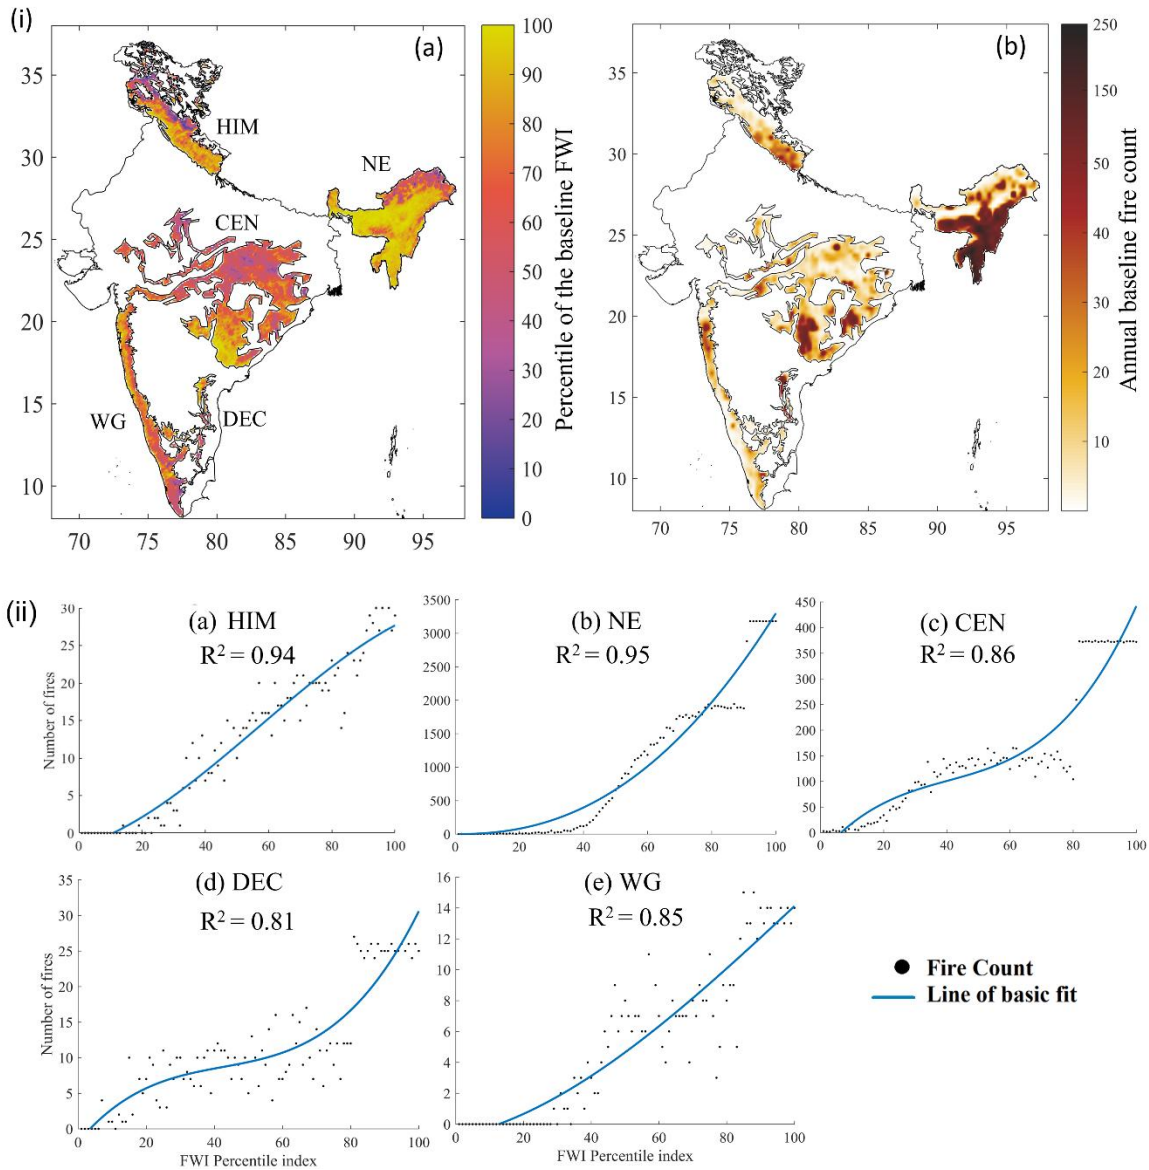 (i)
(a)
HIM
NE
CEN
WG
DEC
35
30
25
20
15
10
70 75 80 85 90 95
100
90
80
70
60
50
40
30
20
10
0
Percentile of the baseline FWI
(b)
35
30
25
20
15
10
70 75 80 85 90 95
250
150
50
40
30
20
10
Annual baseline fire count
(ii)
(a) HIM
R² = 0.94
Number of fires
30
25
20
15
10
5
0
0 20 40 60 80 100
(b) NE
R² = 0.95
3500
3000
2500
2000
1500
1000
500
0
0 20 40 60 80 100
(c) CEN
R² = 0.86
450
400
350
300
250
200
150
100
50
0
0 20 40 60 80 100
(d) DEC
R² = 0.81
Number of fires
35
30
25
20
15
10
5
0
0 20 40 60 80 100
FWI Percentile index
(e) WG
R² = 0.85
16
14
12
10
8
6
4
2
0
0 20 40 60 80 100
FWI Percentile index
Fire Count
Line of basic fit